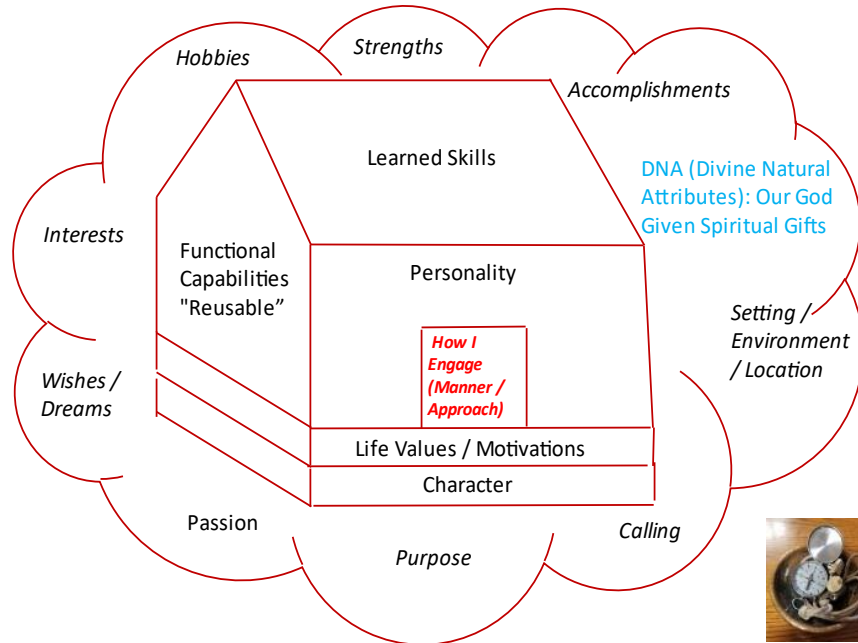 Strengths
Hobbies
Accomplishments
Learned Skills
DNA (Divine Natural
Attributes): Our God
Given Spiritual Gifts
Interests
Functional
Capabilities
"Reusable”
Personality
Setting /
Environment
/ Location
How I
Engage
(Manner /
Approach)
Wishes /
Dreams
Life Values / Motivations
Character
Passion
Purpose
Calling